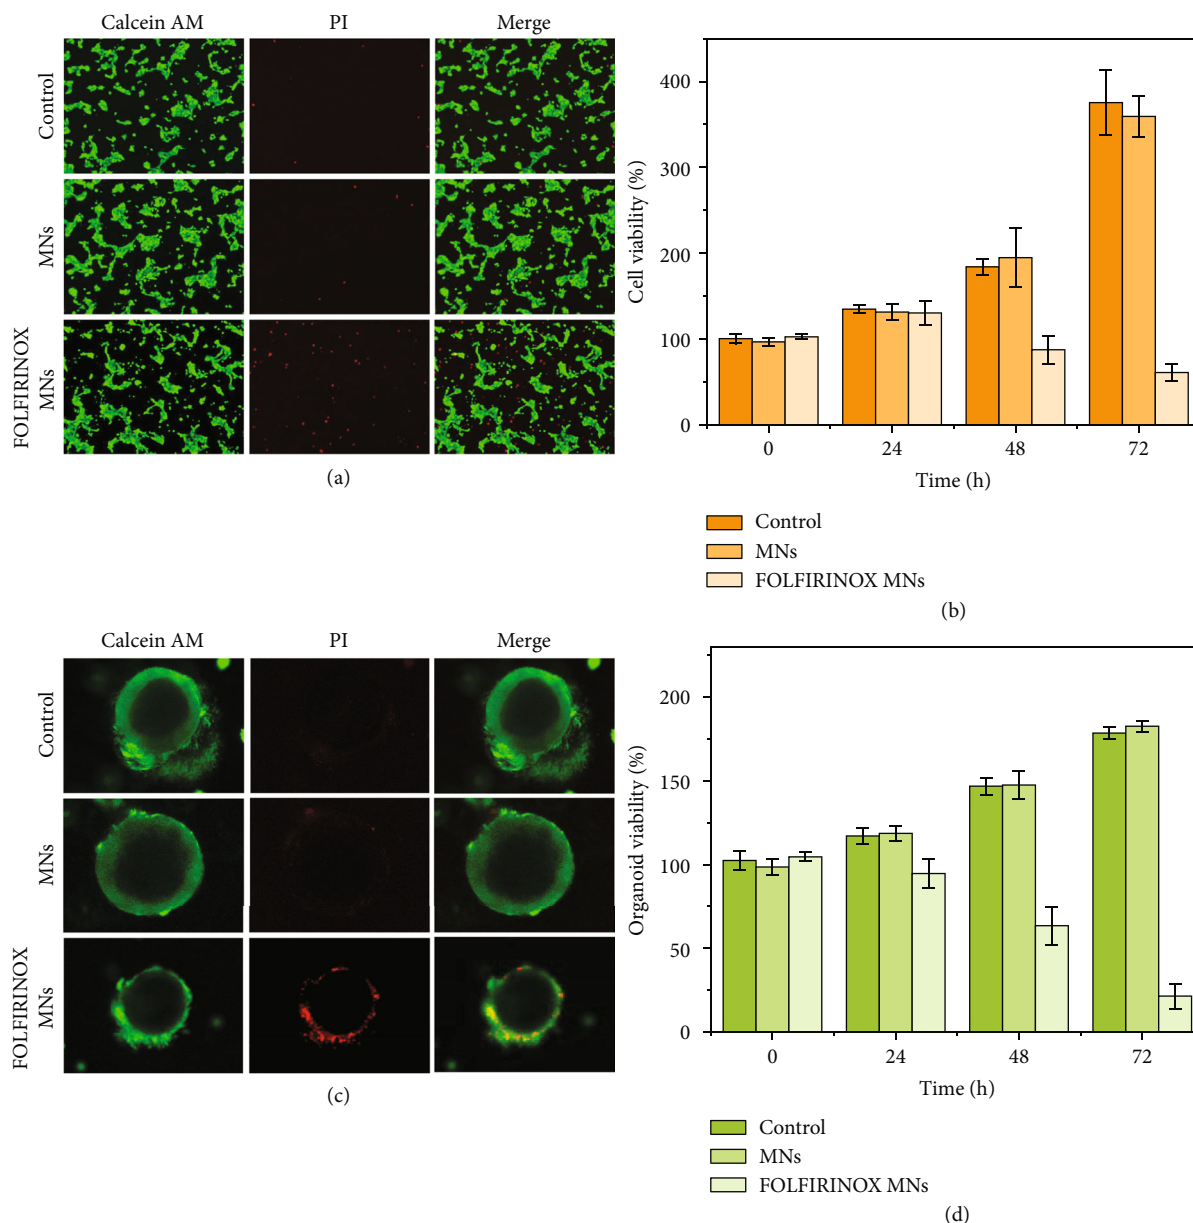 Calcein AM PI Merge
Control
MNs
FOLFIRINOX
MNs
(a)
Cell viability (%)
400
300
200
100
0
0 24 48 72
Time (h)
Control
MNs
FOLFIRINOX MNs
(b)
Calcein AM PI Merge
Control
MNs
FOLFIRINOX
MNs
(c)
Organoid viability (%)
200
150
100
50
0
0 24 48 72
Time (h)
Control
MNs
FOLFIRINOX MNs
(d)